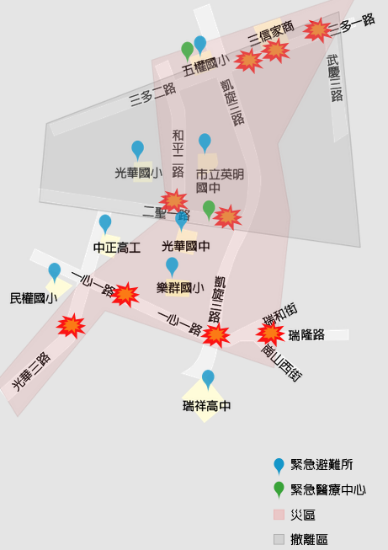 三多一路
三信家商
五權國小
武慶三路
三多二路
凱旋三路
和平二路
光華國小
市立英明
國中
二聖一路
中正高工
光華國中
民權國小
一心一路
樂群國小
凱旋三路
一心一路
瑞和街
瑞隆路
崗山西街
光華三路
瑞祥高中
緊急避難所
緊急醫療中心
災區
撤離區